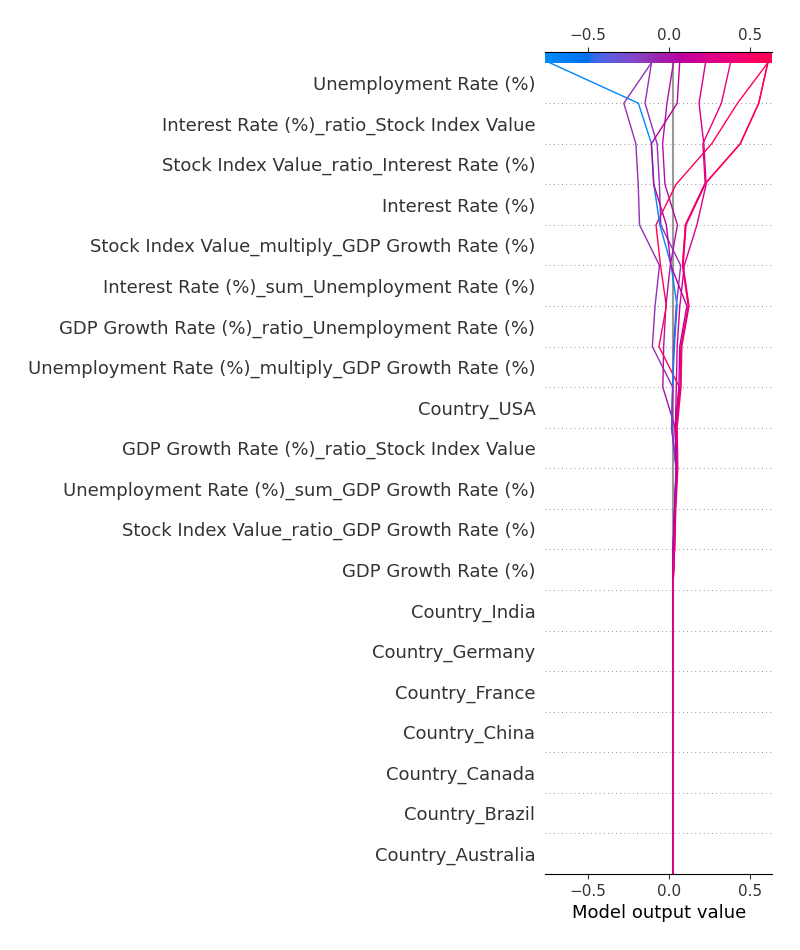 −0.5 0.0 0.5
Unemployment Rate (%)
Interest Rate (%)_ratio_Stock Index Value
Stock Index Value_ratio_Interest Rate (%)
Interest Rate (%)
Stock Index Value_multiply_GDP Growth Rate (%)
Interest Rate (%)_sum_Unemployment Rate (%)
GDP Growth Rate (%)_ratio_Unemployment Rate (%)
Unemployment Rate (%)_multiply_GDP Growth Rate (%)
Country_USA
GDP Growth Rate (%)_ratio_Stock Index Value
Unemployment Rate (%)_sum_GDP Growth Rate (%)
Stock Index Value_ratio_GDP Growth Rate (%)
GDP Growth Rate (%)
Country_India
Country_Germany
Country_France
Country_China
Country_Canada
Country_Brazil
Country_Australia
−0.5 0.0 0.5
Model output value